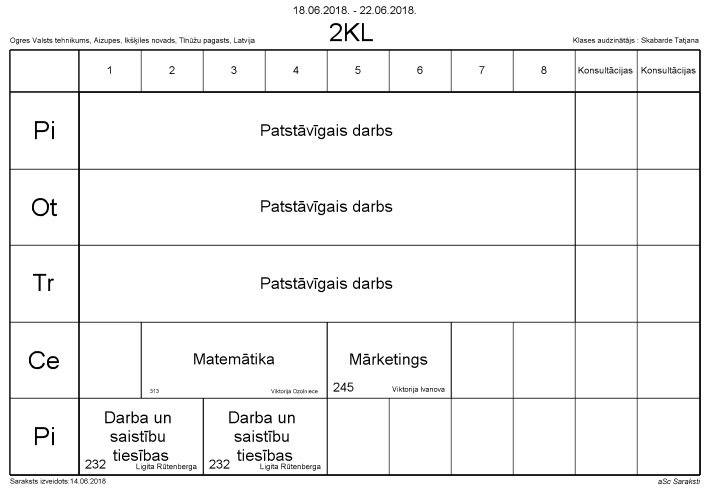 18.06.2018. - 22.06.2018.
2KL
Ogres Valsts tehnikums, Aizupes, Ikšķiles novads, Tīnūžu pagasts, Latvija
Klases audzinātājs : Skabarde Tatjana
1 2 3 4 5 6 7 8 Konsultācijas Konsultācijas
Pi Patstāvīgais darbs
Ot Patstāvīgais darbs
Tr Patstāvīgais darbs
Ce Matemātika Mārketings
313 Viktorija Ozolniece 245 Viktorija Ivanova
Pi
Darba un saistību tiesības
232 Ligita Rūtenberga
Darba un saistību tiesības
232 Ligita Rūtenberga
Saraksts izveidots:14.06.2018
aSc Saraksti